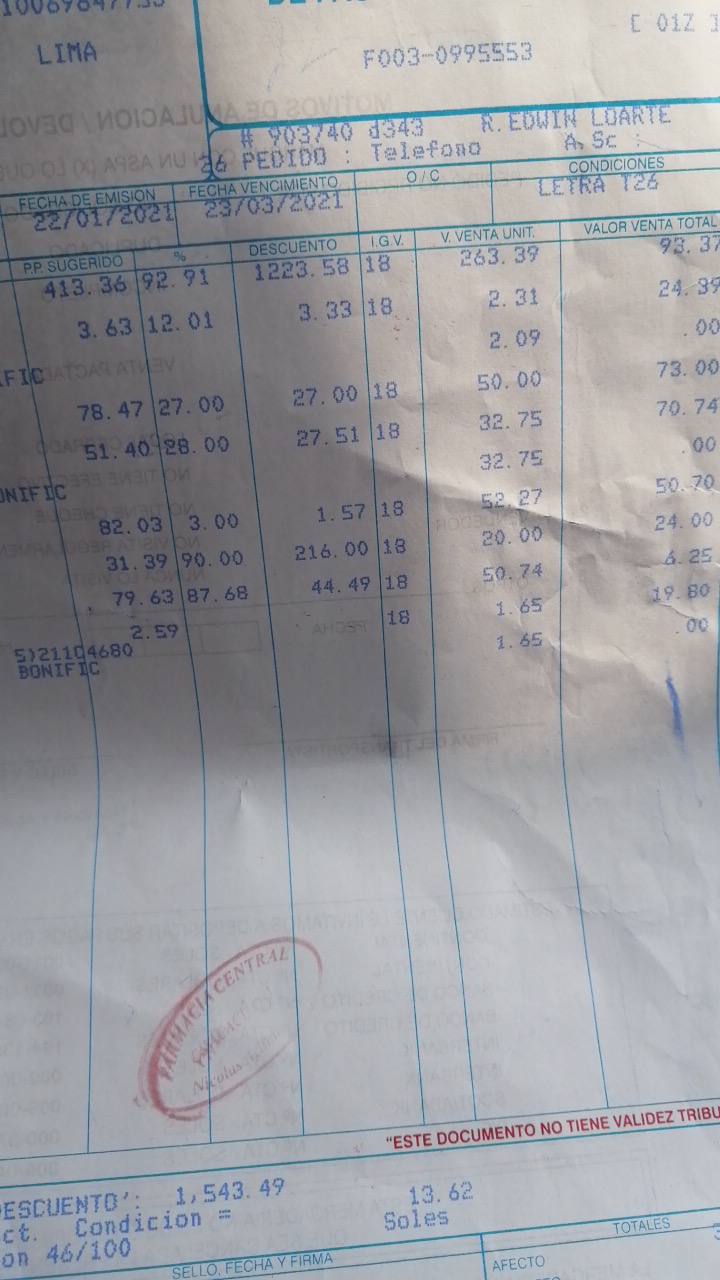 LIMA
[ 01Z ]
F003-0995553
# 903740 d343 R. EDWIN LOARTE
26 PEDIDO : Telefono A. Sc :
FECHA DE EMISION FECHA VENCIMIENTO O / C CONDICIONES
22/01/2021 23/03/2021 LETRA T26
P.P. SUGERIDO % DESCUENTO I.G.V. V. VENTA UNIT. VALOR VENTA TOTAL
413.36 92.91 1223.58 18 263.39 93.37
3.63 12.01 3.33 18 2.31 24.39
2.09 .00
78.47 27.00 27.00 18 50.00 73.00
51.40 28.00 27.51 18 32.75 70.74
32.75 .00
ONIFIC
82.03 3.00 1.57 18 52.27 50.70
31.39 90.00 216.00 18 20.00 24.00
79.63 87.68 44.49 18 50.74 6.25
2.59 18 1.65 19.80
5)21104680 1.65 00
BONIFIC
FARMACIA CENTRAL
"ESTE DOCUMENTO NO TIENE VALIDEZ TRIBU
ESCUENTO': 1,543.49 13.62
ct. Condicion = Soles
on 46/100
SELLO, FECHA Y FIRMA AFECTO TOTALES